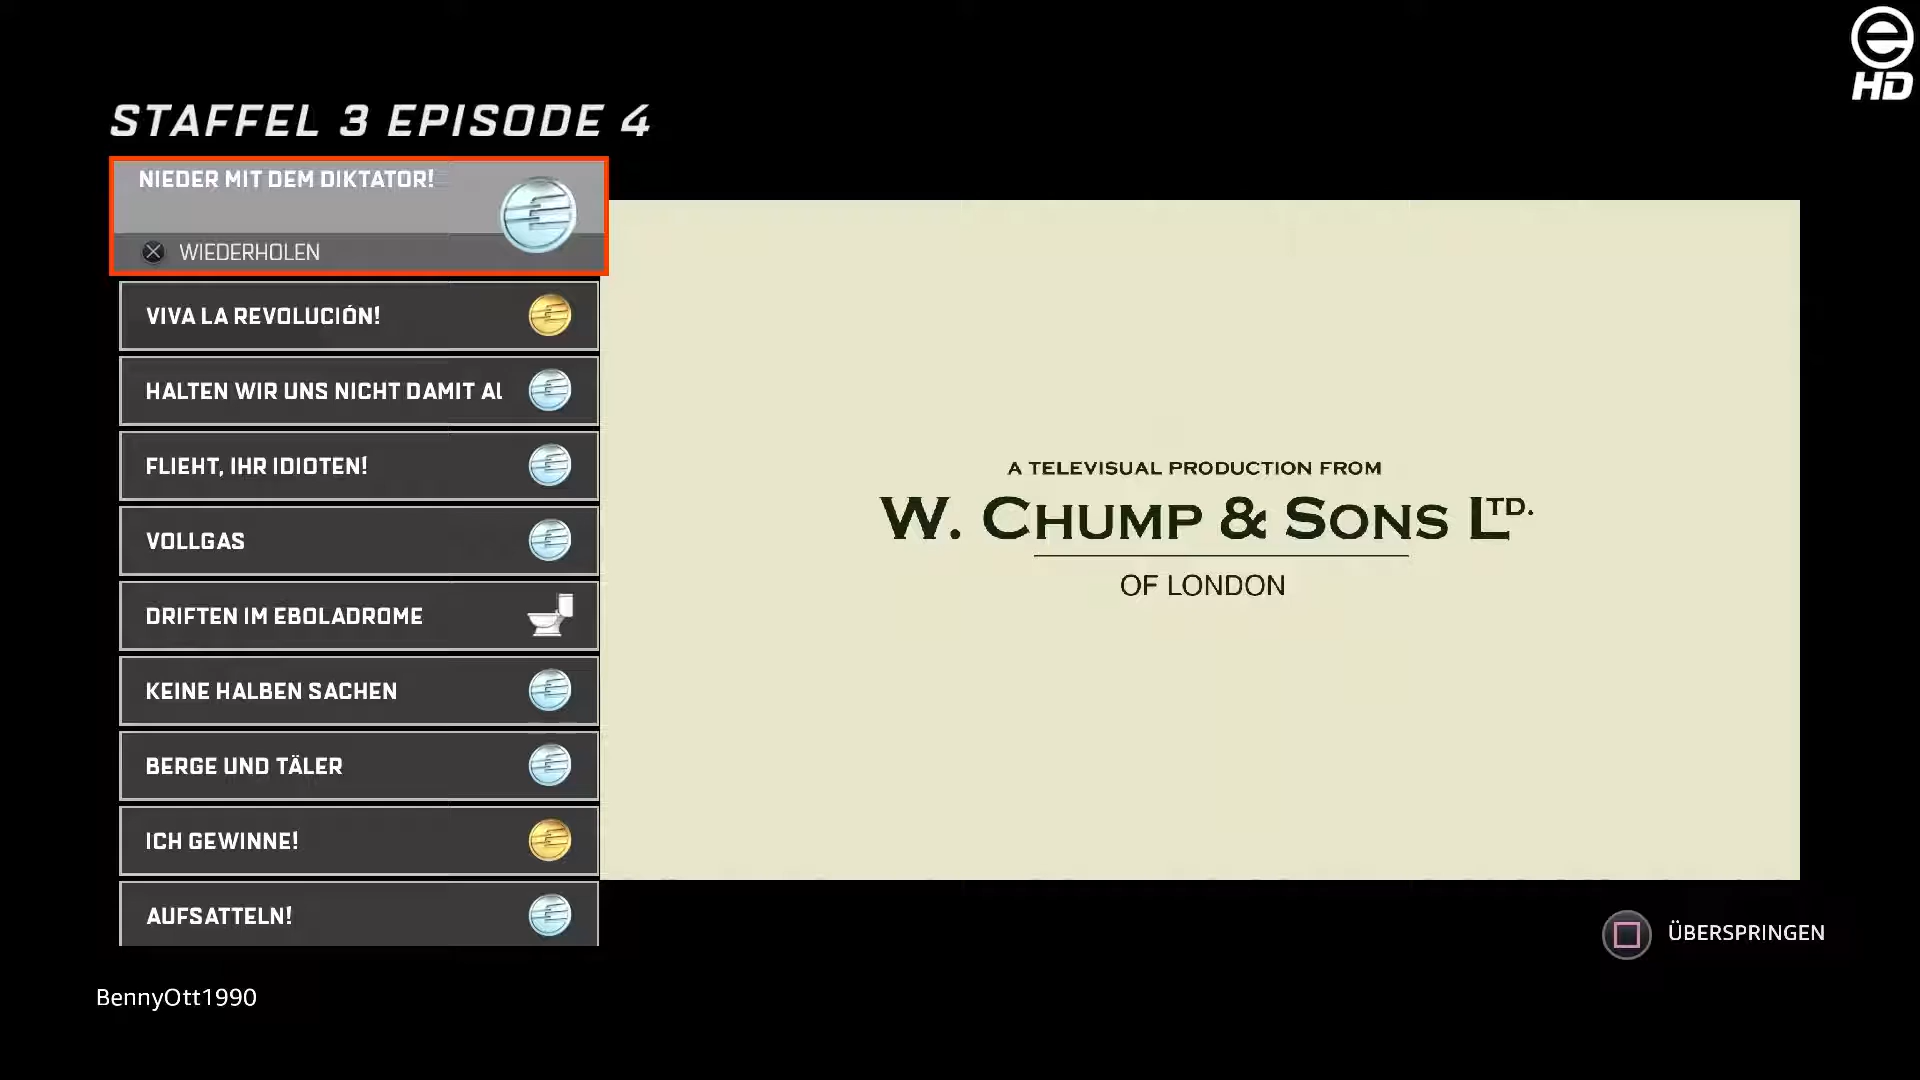 HD
STAFFEL 3 EPISODE 4
NIEDER MIT DEM DIKTATOR!
WIEDERHOLEN
VIVA LA REVOLUCIÓN!
HALTEN WIR UNS NICHT DAMIT
FLIEHT, IHR IDIOTEN!
VOLLGAS
DRIFTEN IM EBOLADROME
KEINE HALBEN SACHEN
BERGE UND TÄLER
ICH GEWINNE!
AUFSATTELN!
A TELEVISUAL PRODUCTION FROM
W. CHUMP & SONS LTD.
OF LONDON
ÜBERSPRINGEN
BennyOtt1990